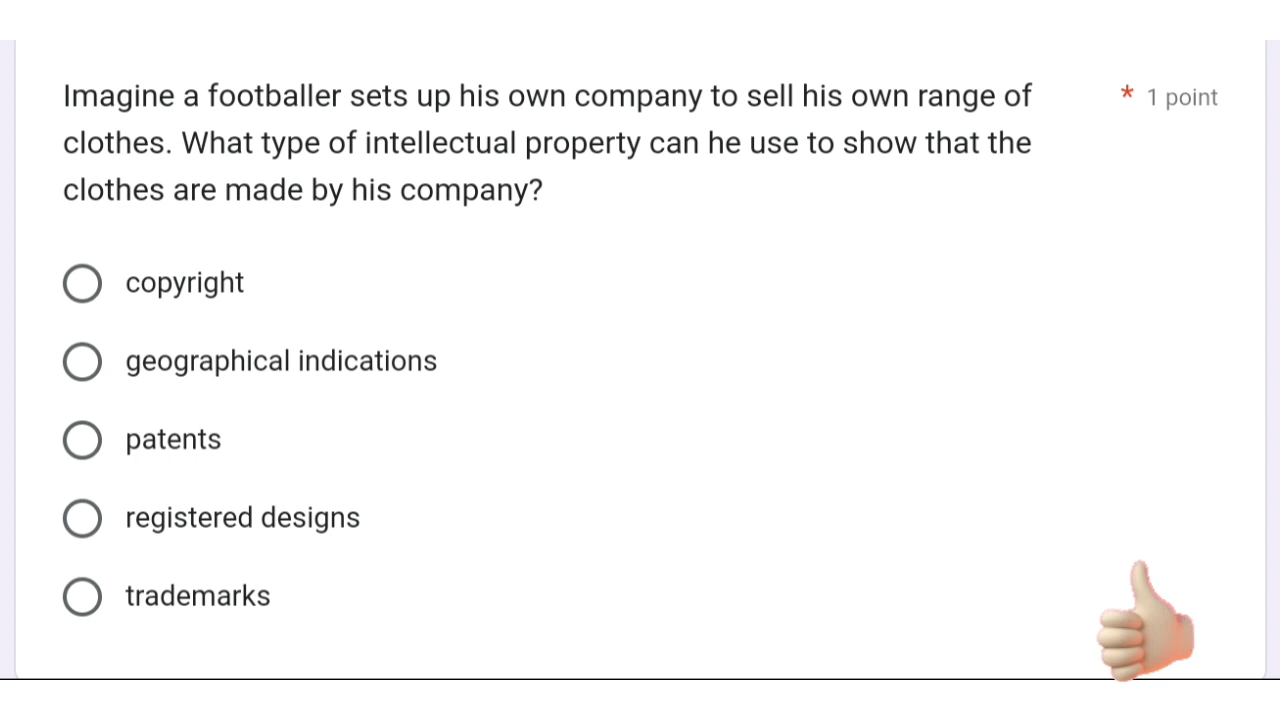 Imagine a footballer sets up his own company to sell his own range of
* 1 point
clothes. What type of intellectual property can he use to show that the
clothes are made by his company?
copyright
geographical indications
patents
registered designs
trademarks